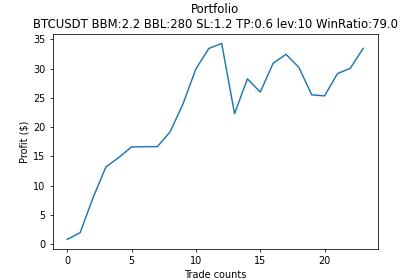 Portfolio
BTCUSDT BBM:2.2 BBL:280 SL:1.2 TP:0.6 lev:10 WinRatio:79.0
35
30
25
20
15
10
5
0
Profit ($)
0 5 10 15 20
Trade counts